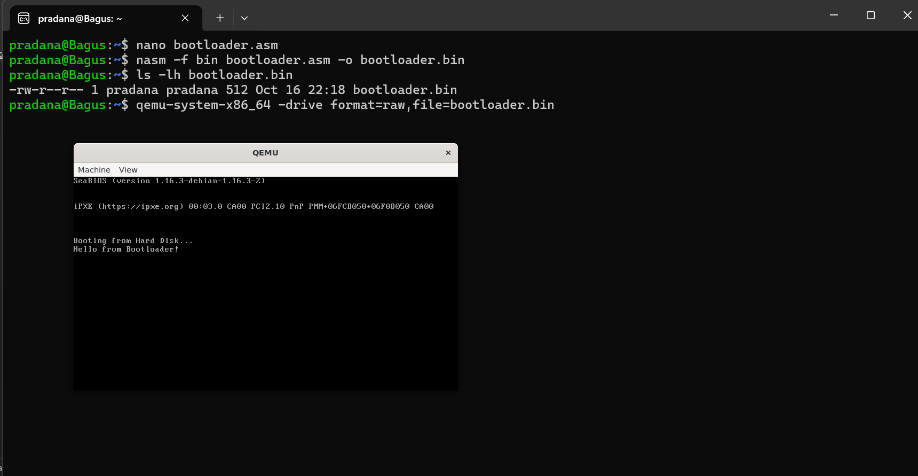 pradana@Bagus: ~
pradana@Bagus:~$ nano bootloader.asm
pradana@Bagus:~$ nasm -f bin bootloader.asm -o bootloader.bin
pradana@Bagus:~$ ls -lh bootloader.bin
-rw-r--r-- 1 pradana pradana 512 Oct 16 22:18 bootloader.bin
pradana@Bagus:~$ qemu-system-x86_64 -drive format=raw,file=bootloader.bin
QEMU
Machine View
SeaBIOS (version 1.16.3-debian-1.16.3-2)
iPXE (https://ipxe.org) 00:03.0 CA00 PCI2.10 PnP PMM+06FCB050+06F0B050 CA00
Booting from Hard Disk...
Hello from Bootloader!